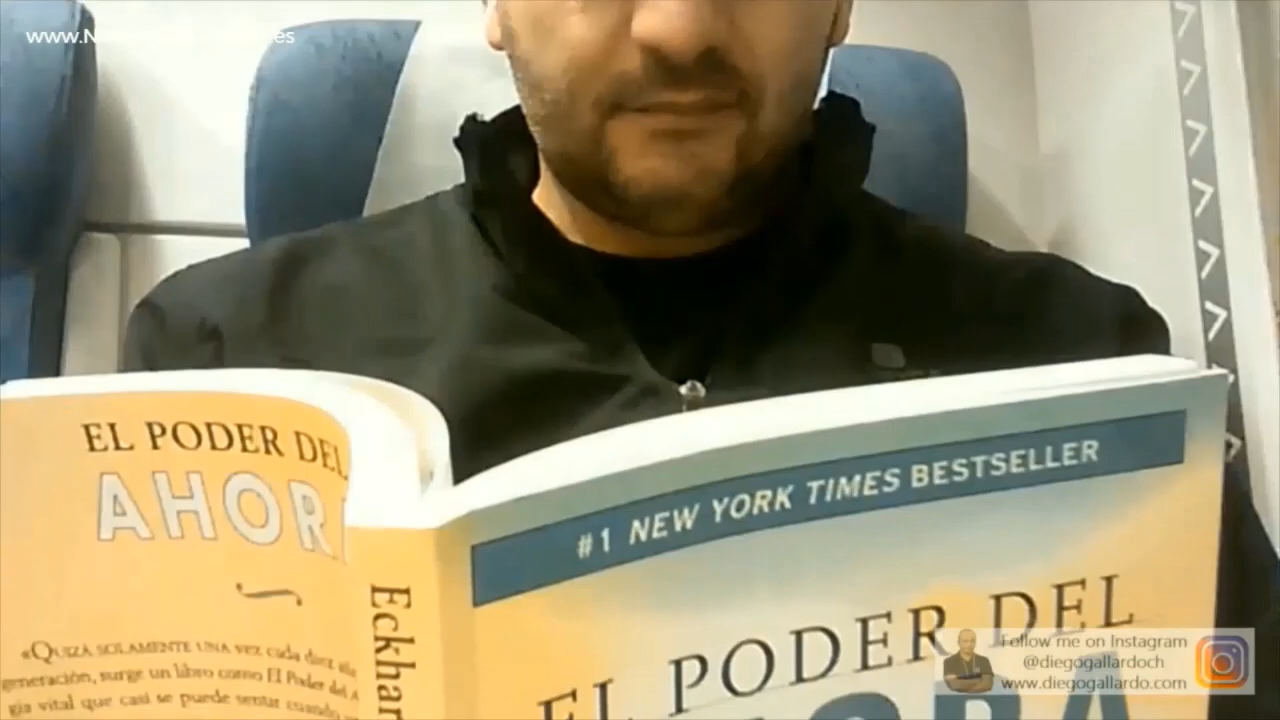 EL PODER DEL
AHOR
«QUIZÁ SOLAMENTE UNA vez cada diez
generación, surge un libro como El Poder del A
gía vital que casi se puede sentir cuando
Eckhar
#1 NEW YORK TIMES BESTSELLER
EL PODER DEL
Follow me on Instagram
@diegogallardoch
www.diegogallardo.com